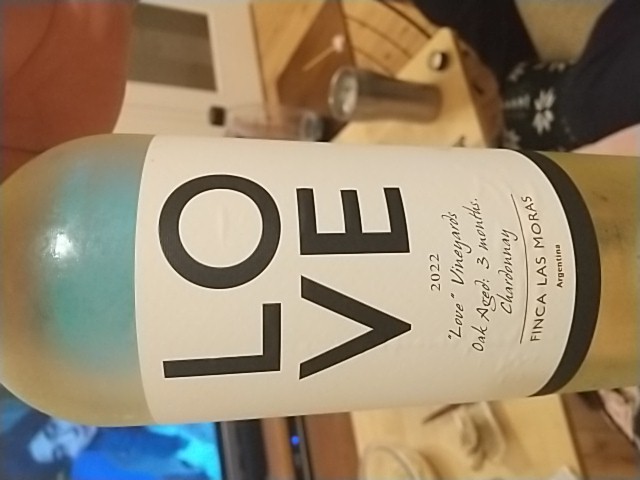 LO
VE
2022
"Love" Vineyards
Oak Aged: 3 months.
Chardonnay
FINCA LAS MORAS
Argentina